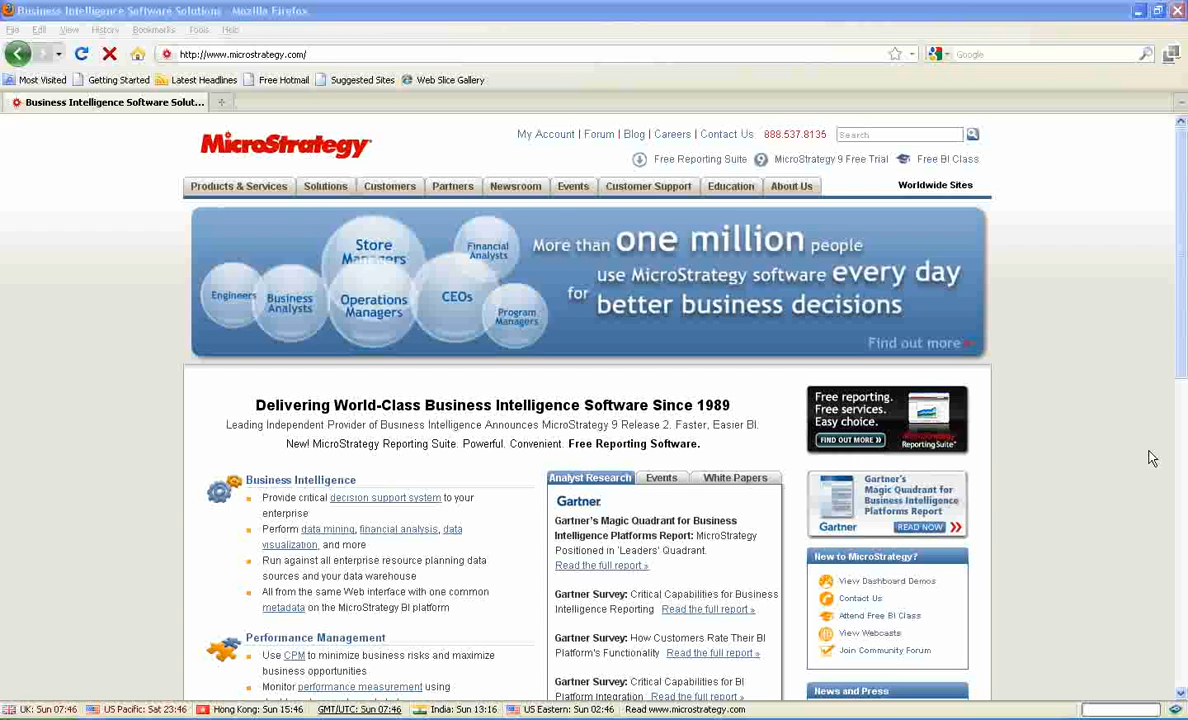 Business Intelligence Software Solutions - Mozilla Firefox
File Edit View History Bookmarks Tools Help
http://www.microstrategy.com/
Google
Most Visited Getting Started Latest Headlines Free Hotmail Suggested Sites Web Slice Gallery
Business Intelligence Software Solut...
MicroStrategy
My Account | Forum | Blog | Careers | Contact Us 888.537.8135 Search
Free Reporting Suite MicroStrategy 9 Free Trial Free BI Class
Products & Services Solutions Customers Partners Newsroom Events Customer Support Education About Us Worldwide Sites
Store Managers
Financial Analysts
Engineers
Business Analysts
Operations Managers
CEOs
Program Managers
More than one million people
use MicroStrategy software every day
for better business decisions
Find out more »
Delivering World-Class Business Intelligence Software Since 1989
Leading Independent Provider of Business Intelligence Announces MicroStrategy 9 Release 2. Faster, Easier BI.
New! MicroStrategy Reporting Suite. Powerful. Convenient. Free Reporting Software.
Free reporting.
Free services.
Easy choice.
FIND OUT MORE »
MicroStrategy
Reporting Suite
Business Intelligence
Provide critical decision support system to your
enterprise
Perform data mining, financial analysis, data
visualization, and more
Run against all enterprise resource planning data
sources and your data warehouse
All from the same Web interface with one common
metadata on the MicroStrategy BI platform
Performance Management
Use CPM to minimize business risks and maximize
business opportunities
Monitor performance measurement using
Analyst Research Events White Papers
Gartner
Gartner's Magic Quadrant for Business
Intelligence Platforms Report: MicroStrategy
Positioned in 'Leaders' Quadrant.
Read the full report »
Gartner Survey: Critical Capabilities for Business
Intelligence Reporting Read the full report »
Gartner Survey: How Customers Rate Their BI
Platform's Functionality Read the full report »
Gartner Survey: Critical Capabilities for BI
Platform Integration Read the full report »
Gartner's
Magic Quadrant for
Business Intelligence
Platforms Report
Gartner READ NOW »
New to MicroStrategy?
View Dashboard Demos
Contact Us
Attend Free BI Class
View Webcasts
Join Community Forum
News and Press
UK: Sun 07:46 US Pacific: Sat 23:46 Hong Kong: Sun 15:46 GMT/UTC: Sun 07:46 India: Sun 13:16 US Eastern: Sun 02:46 Read www.microstrategy.com